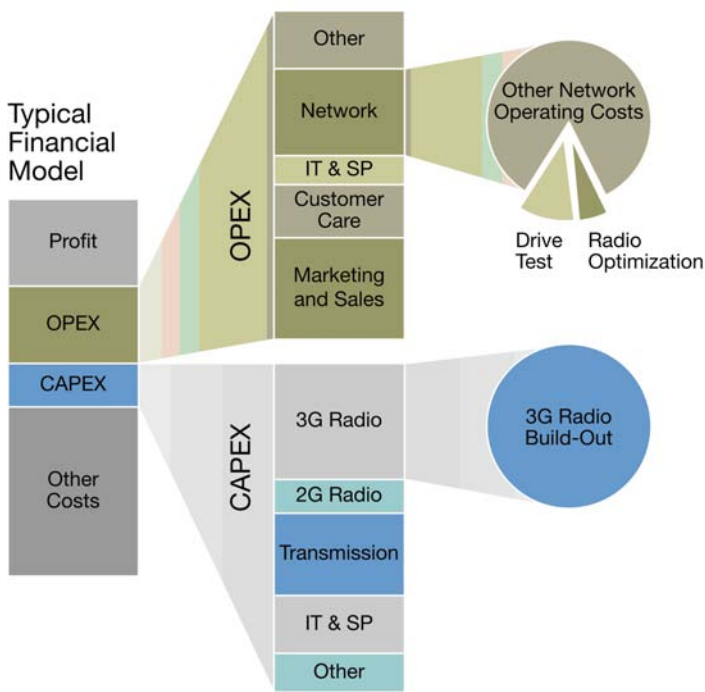 Typical
Financial
Model
Profit
OPEX
CAPEX
Other
Costs
OPEX
Other
Network
IT & SP
Customer
Care
Marketing
and Sales
Other Network
Operating Costs
Drive
Test
Radio
Optimization
CAPEX
3G Radio
2G Radio
Transmission
IT & SP
Other
3G Radio
Build-Out